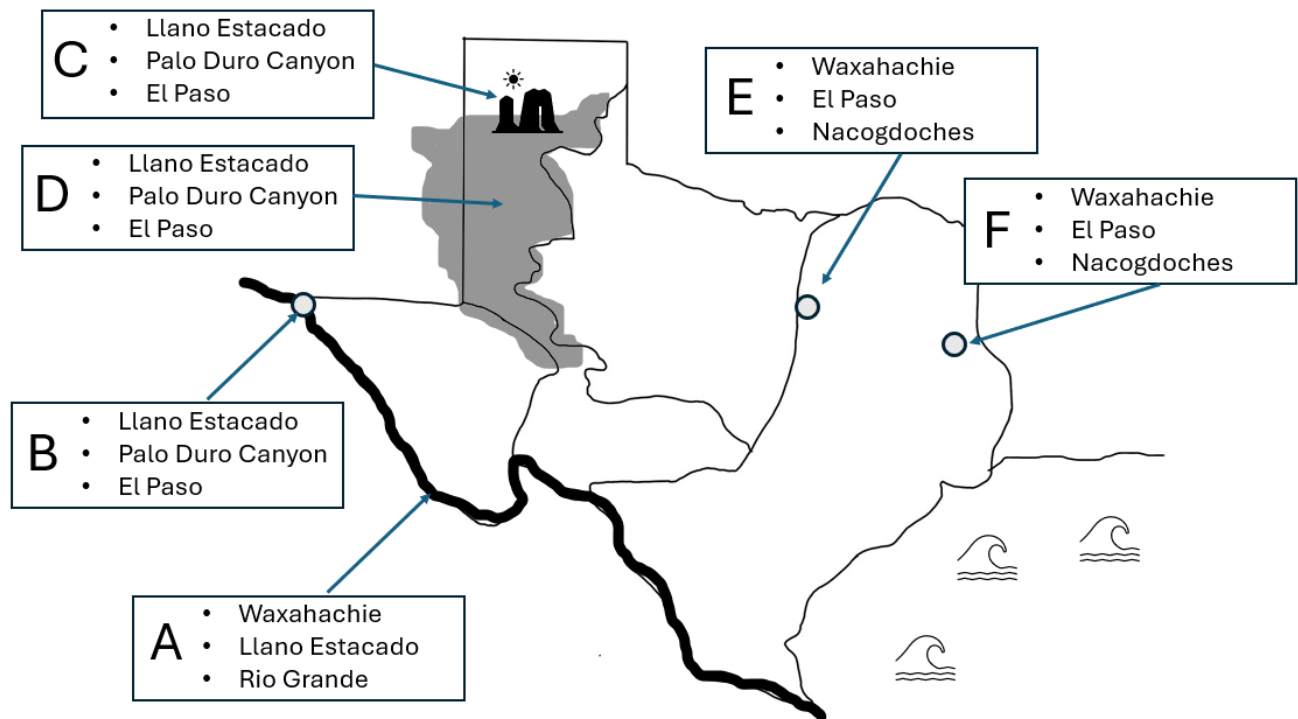 C
• Llano Estacado
• Palo Duro Canyon
• El Paso
D
• Llano Estacado
• Palo Duro Canyon
• El Paso
E
• Waxahachie
• El Paso
• Nacogdoches
F
• Waxahachie
• El Paso
• Nacogdoches
B
• Llano Estacado
• Palo Duro Canyon
• El Paso
A
• Waxahachie
• Llano Estacado
• Rio Grande